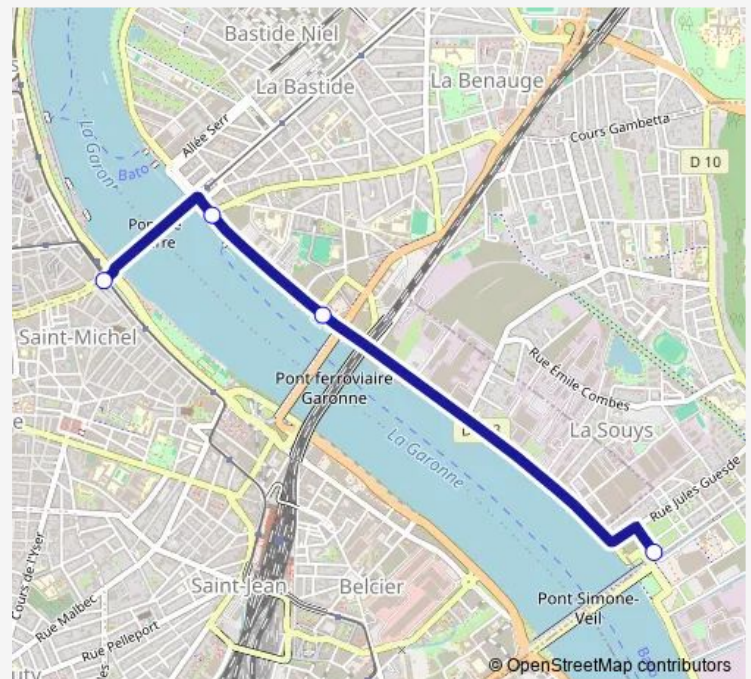 Bastide Niel
La Bastide
La Benauge
Allée Serr
Cours Gambetta
D 10
La Garonn
Bato
Saint-Michel
Rue Émile Combes
Pont ferroviaire
Garonne
La Souys
La Garonne
Rue Jules Guesde
Cours de l'Yser
Saint-Jean
Belcier
Rue Malbec
Rue Pelleport
Pont Simone-
Veil
© OpenStreetMap contributors